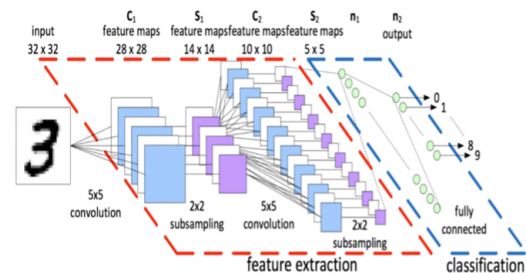 C1 S1 C2 S2 n1 n2
input feature maps feature maps feature maps feature maps output
32 x 32 28 x 28 14 x 14 10 x 10 5 x 5
0
1
8
9
5x5
convolution
2x2
subsampling
5x5
convolution
2x2
subsampling
fully
connected
feature extraction
classification
3